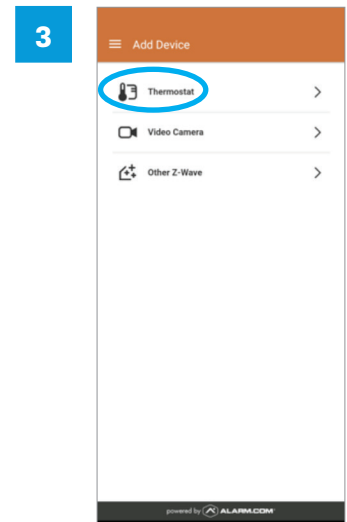 3
Add Device
Thermostat
Video Camera
Other Z-Wave
powered by ALARM.COM